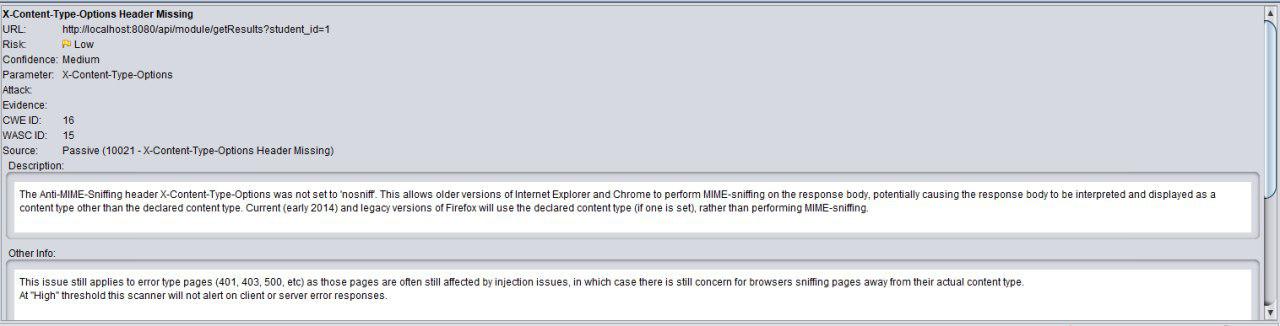 X-Content-Type-Options Header Missing
URL: http://localhost:8080/api/module/getResults?student_id=1
Risk: Low
Confidence: Medium
Parameter: X-Content-Type-Options
Attack:
Evidence:
CWE ID: 16
WASC ID: 15
Source: Passive (10021 - X-Content-Type-Options Header Missing)
Description:
The Anti-MIME-Sniffing header X-Content-Type-Options was not set to 'nosniff'. This allows older versions of Internet Explorer and Chrome to perform MIME-sniffing on the response body, potentially causing the response body to be interpreted and displayed as a
content type other than the declared content type. Current (early 2014) and legacy versions of Firefox will use the declared content type (if one is set), rather than performing MIME-sniffing.
Other Info:
This issue still applies to error type pages (401, 403, 500, etc) as those pages are often still affected by injection issues, in which case there is still concern for browsers sniffing pages away from their actual content type.
At "High" threshold this scanner will not alert on client or server error responses.